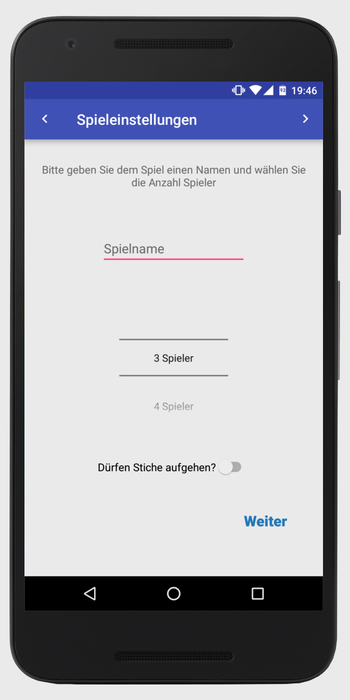 19:46
Spieleinstellungen
Bitte geben Sie dem Spiel einen Namen und wählen Sie
die Anzahl Spieler
Spielname
3 Spieler
4 Spieler
Dürfen Stiche aufgehen?
Weiter